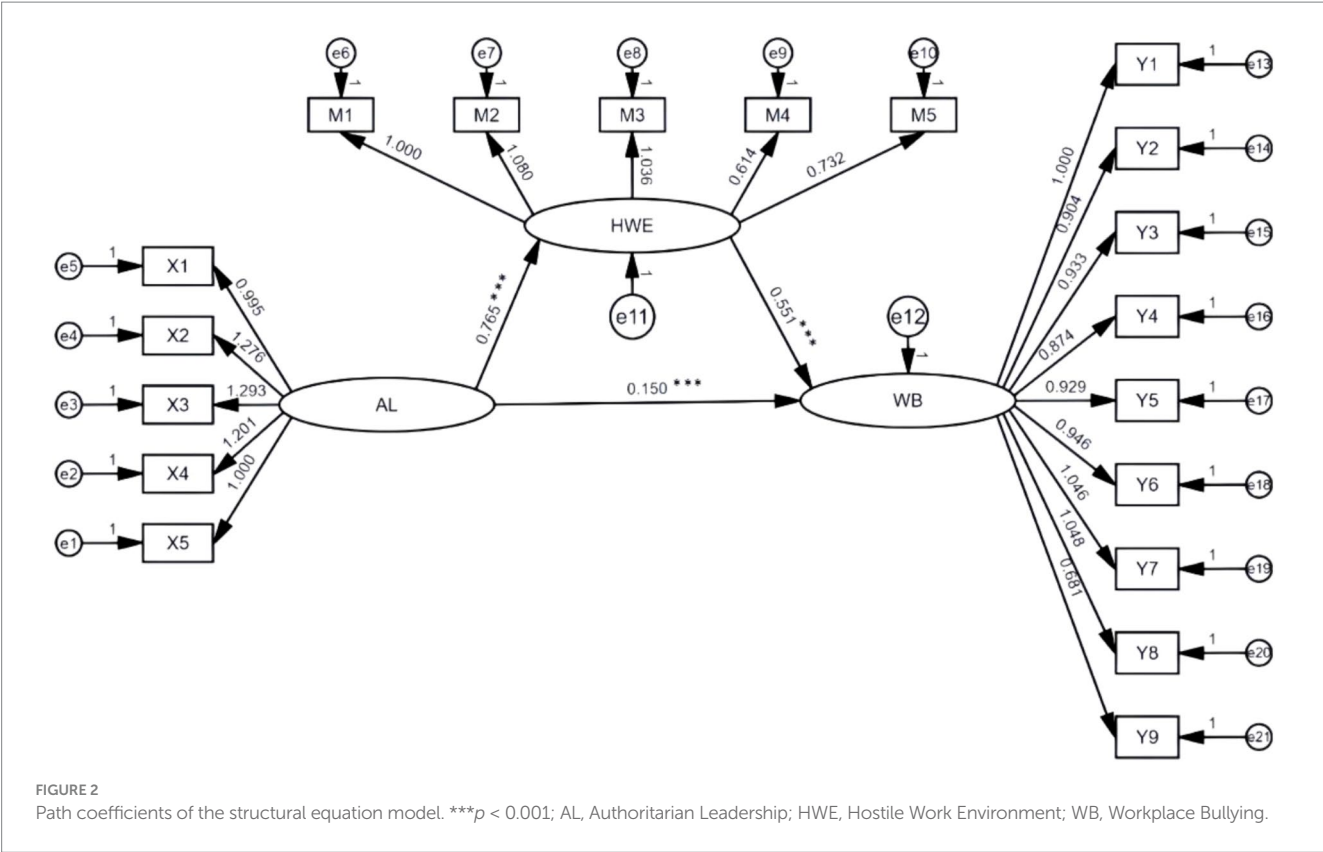 e6 e7 e8 e9 e10
1 1 1 1 1
M1 M2 M3 M4 M5
1.000 1.080 1.036 0.614 0.732
HWE
1
e11
0.765 ***
0.551 ***
0.150 ***
e5 1 X1 0.995
e4 1 X2 1.276
e3 1 X3 1.293
e2 1 X4 1.201
e1 1 X5 1.000
AL
e12
1
WB
1.000 Y1 1 e13
0.904 Y2 1 e14
0.933 Y3 1 e15
0.874 Y4 1 e16
0.929 Y5 1 e17
0.946 Y6 1 e18
1.046 Y7 1 e19
1.048 Y8 1 e20
0.681 Y9 1 e21
FIGURE 2
Path coefficients of the structural equation model. ***p < 0.001; AL, Authoritarian Leadership; HWE, Hostile Work Environment; WB, Workplace Bullying.